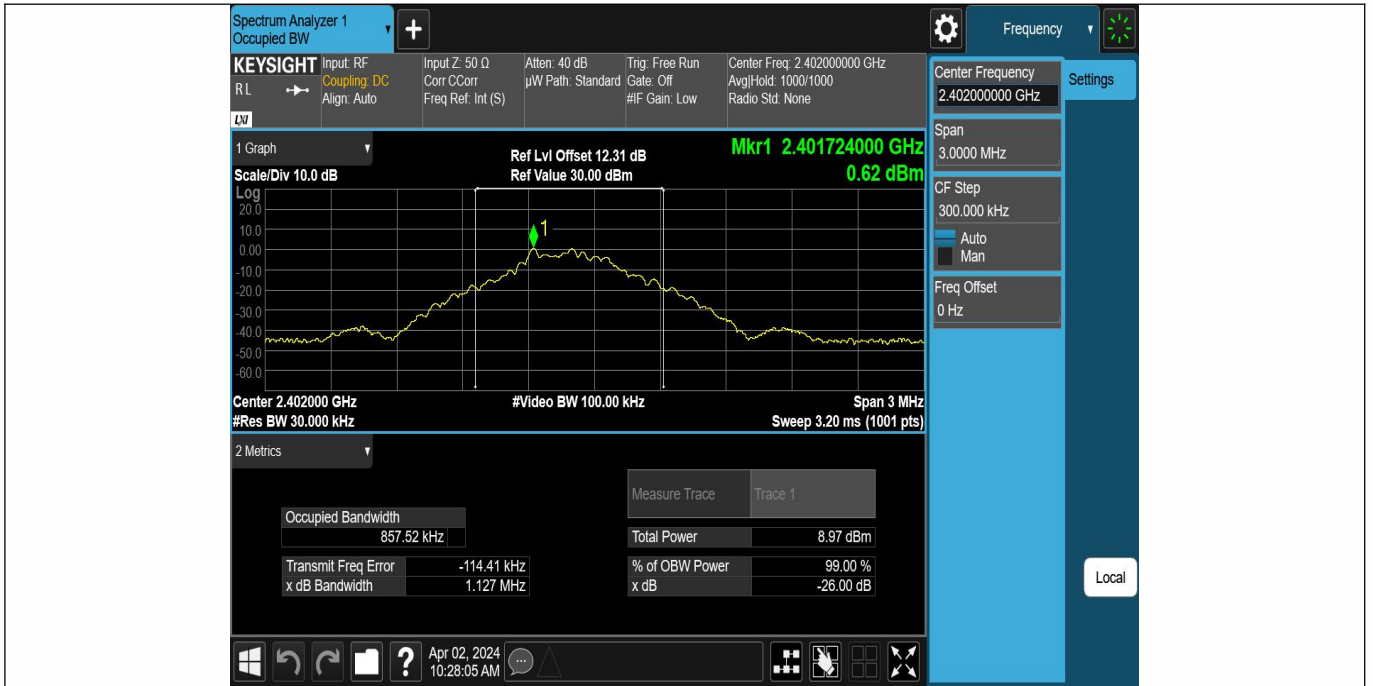 Spectrum Analyzer 1
Occupied BW
+
Frequency
KEYSIGHT
RL
LXI
Input: RF
Coupling: DC
Align: Auto
Input Z: 50 Ω
Corr CCorr
Freq Ref: Int (S)
Atten: 40 dB
µW Path: Standard
Trig: Free Run
Gate: Off
#IF Gain: Low
Center Freq: 2.402000000 GHz
Avg|Hold: 1000/1000
Radio Std: None
Center Frequency
2.402000000 GHz
Settings
Span
3.0000 MHz
CF Step
300.000 kHz
Auto
Man
Freq Offset
0 Hz
Local
1 Graph
Scale/Div 10.0 dB
Ref Lvl Offset 12.31 dB
Ref Value 30.00 dBm
Mkr1 2.401724000 GHz
0.62 dBm
Log
20.0
10.0
0.00
-10.0
-20.0
-30.0
-40.0
-50.0
-60.0
1
Center 2.402000 GHz
#Video BW 100.00 kHz
Span 3 MHz
#Res BW 30.000 kHz
Sweep 3.20 ms (1001 pts)
2 Metrics
Measure Trace Trace 1
Occupied Bandwidth
857.52 kHz
Total Power 8.97 dBm
Transmit Freq Error -114.41 kHz
% of OBW Power 99.00 %
x dB Bandwidth 1.127 MHz
x dB -26.00 dB
?
Apr 02, 2024
10:28:05 AM